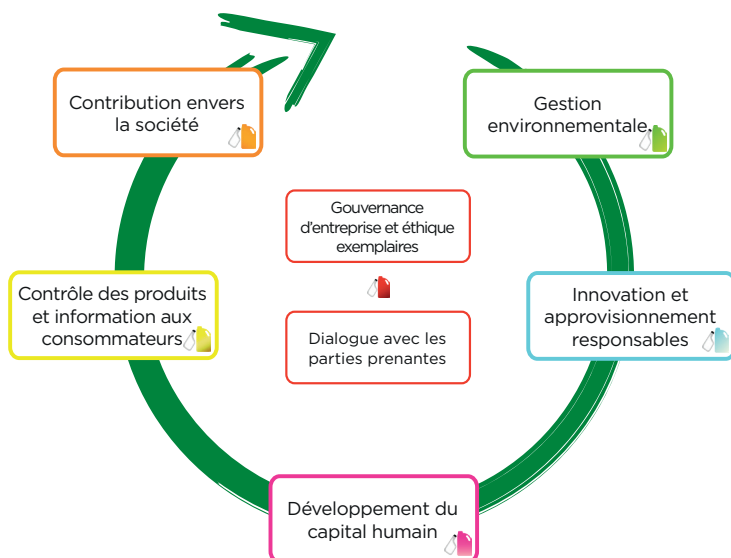 Contribution envers
la société
Gestion
environnementale
Gouvernance
d'entreprise et éthique
exemplaires
Contrôle des produits
et information aux
consommateurs
Innovation et
approvisionnement
responsables
Dialogue avec les
parties prenantes
Développement du
capital humain